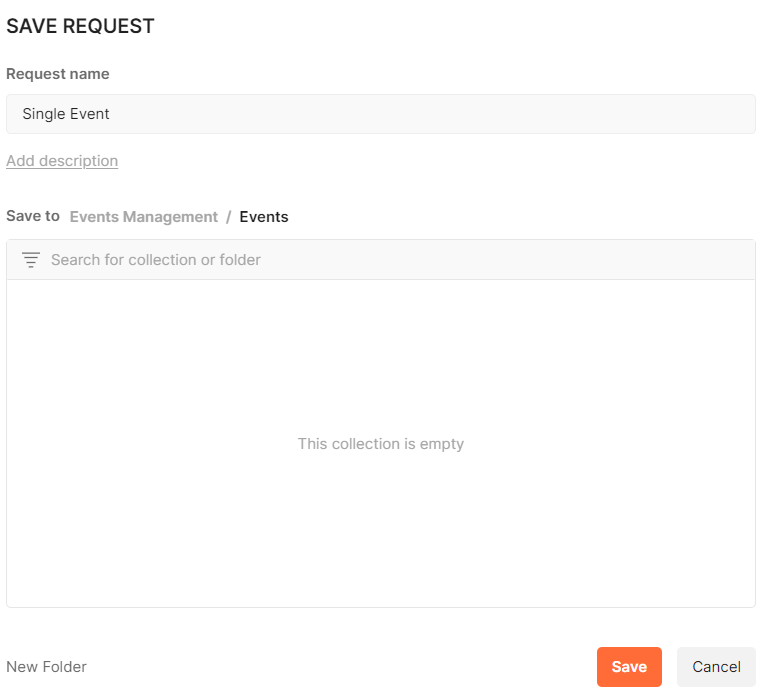 SAVE REQUEST
Request name
Single Event
Add description
Save to Events Management / Events
Search for collection or folder
This collection is empty
New Folder Save Cancel